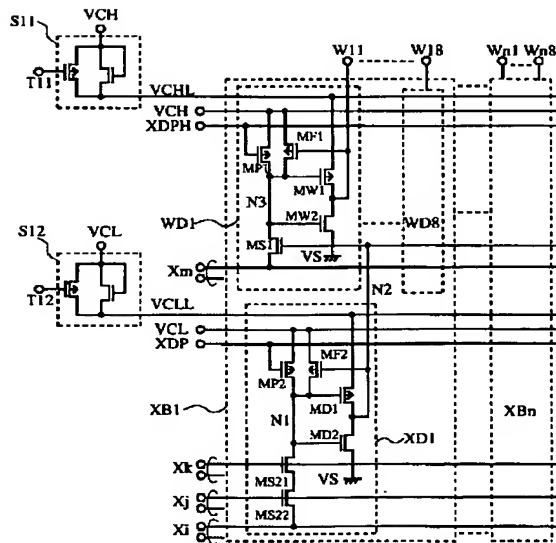 S11
VCH
W11
W18
Wn1
Wn8
T11
VCHL
VCH
XDPH
MF1
MP1
MW1
N3
WD1
MW2
WD8
S12
MS1
VCL
VS
Xm
N2
T12
VCLL
VCL
XDP
MF2
MP2
MD1
XB1
XBn
N1
MD2
XD1
Xk
VS
MS21
Xj
MS22
Xi